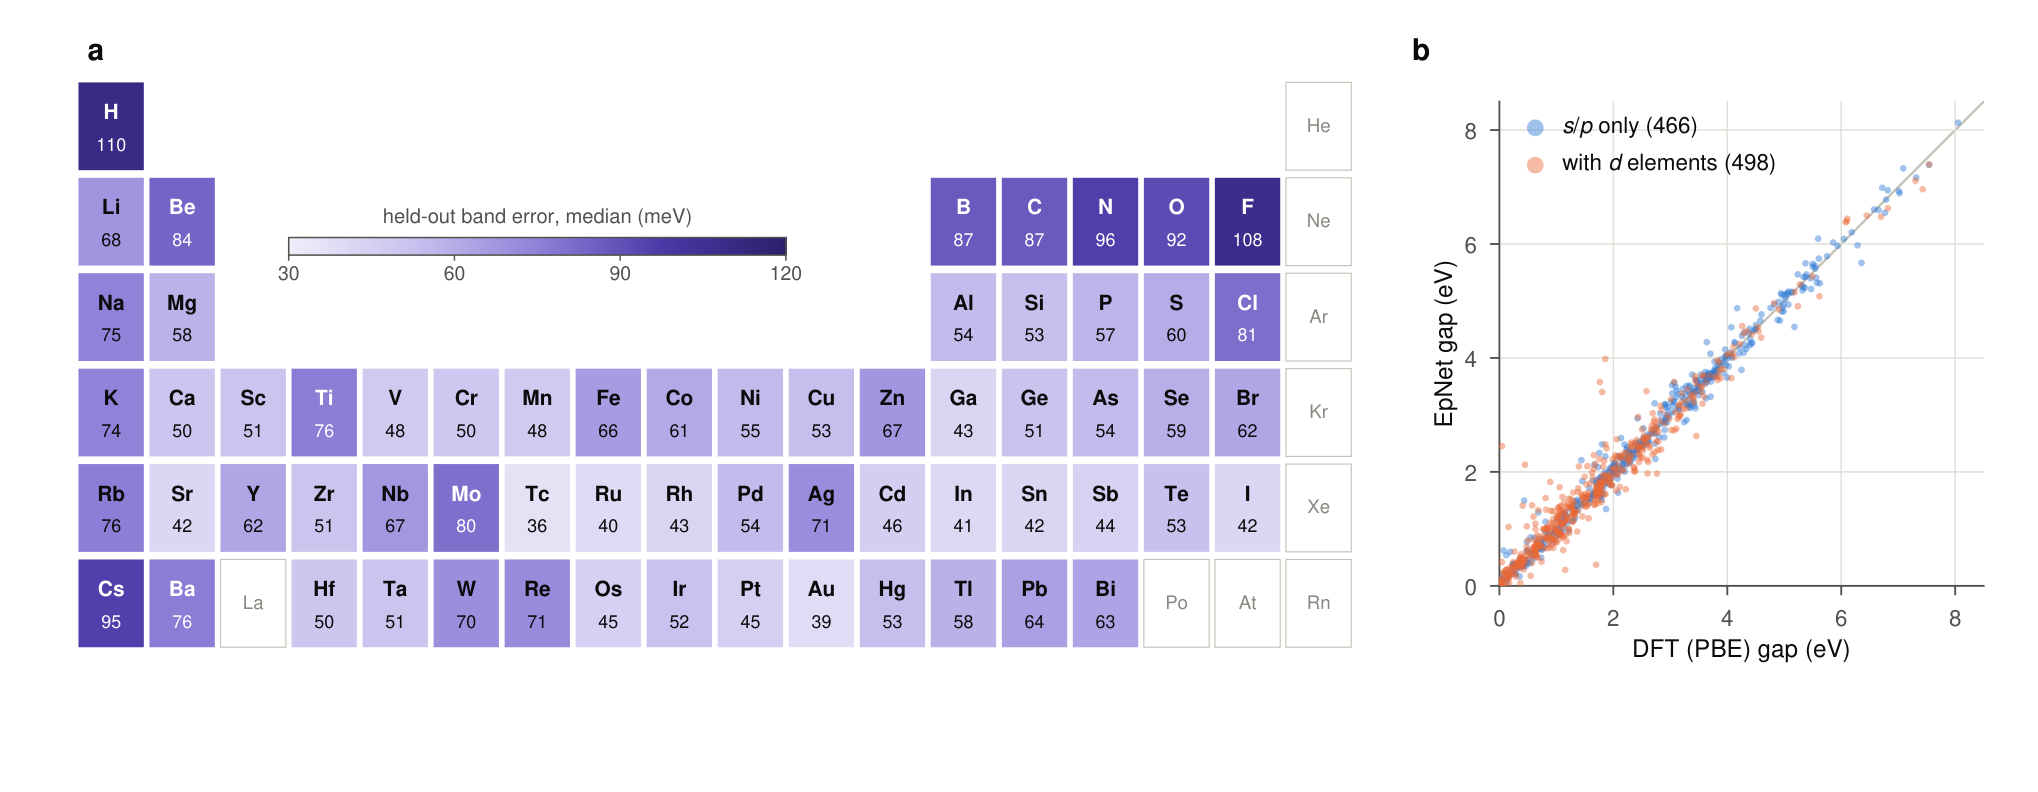 a
H He
110
Li Be B C N O F Ne
68 84 87 87 96 92 108
held-out band error, median (meV)
30 60 90 120
Na Mg Al Si P S Cl Ar
75 58 54 53 57 60 81
K Ca Sc Ti V Cr Mn Fe Co Ni Cu Zn Ga Ge As Se Br Kr
74 50 51 76 48 50 48 66 61 55 53 67 43 51 54 59 62
Rb Sr Y Zr Nb Mo Tc Ru Rh Pd Ag Cd In Sn Sb Te I Xe
76 42 62 51 67 80 36 40 43 54 71 46 41 42 44 53 42
Cs Ba La Hf Ta W Re Os Ir Pt Au Hg Tl Pb Bi Po At Rn
95 76 50 51 70 71 45 52 45 39 53 58 64 63
b
s/p only (466)
with d elements (498)
EpNet gap (eV)
8
6
4
2
0
0 2 4 6 8
DFT (PBE) gap (eV)